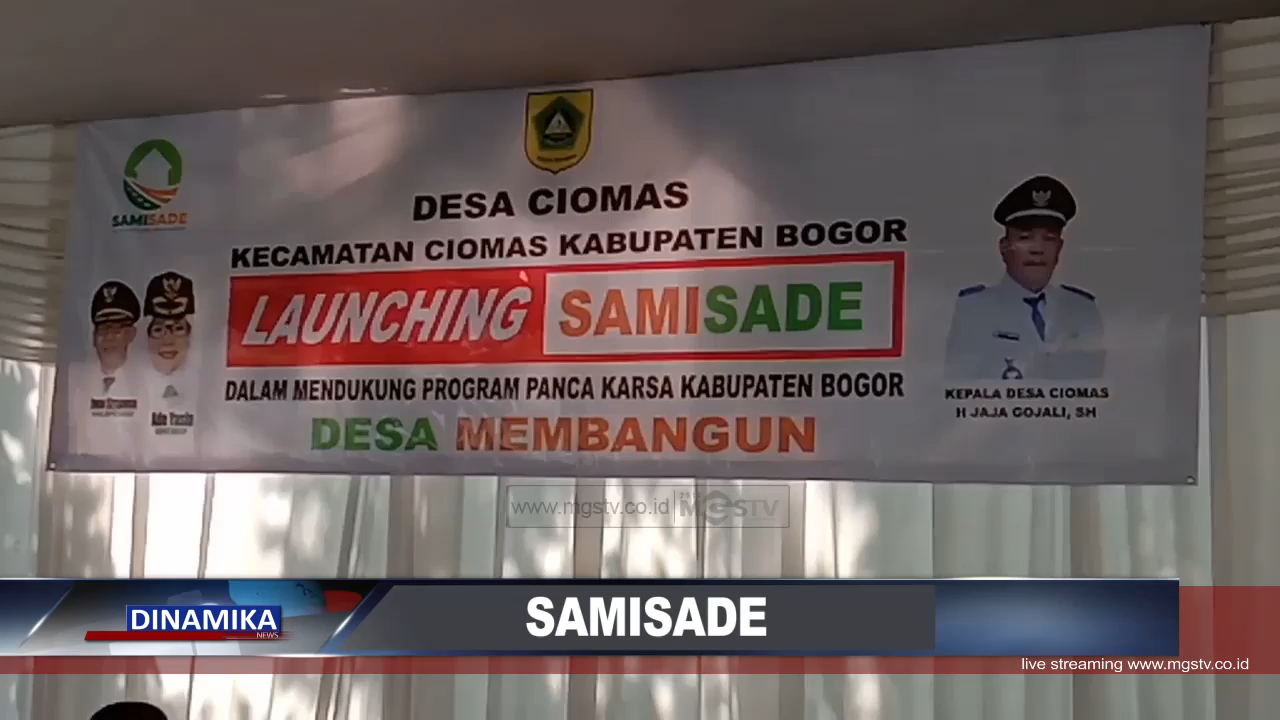 SAMISADE
DESA CIOMAS
KECAMATAN CIOMAS KABUPATEN BOGOR
LAUNCHING SAMISADE
DALAM MENDUKUNG PROGRAM PANCA KARSA KABUPATEN BOGOR
DESA MEMBANGUN
Ade Yasin
KEPALA DESA CIOMAS
H JAJA GOJALI, SH
www.mgstv.co.id MGSTV
DINAMIKA
NEWS
SAMISADE
live streaming www.mgstv.co.id